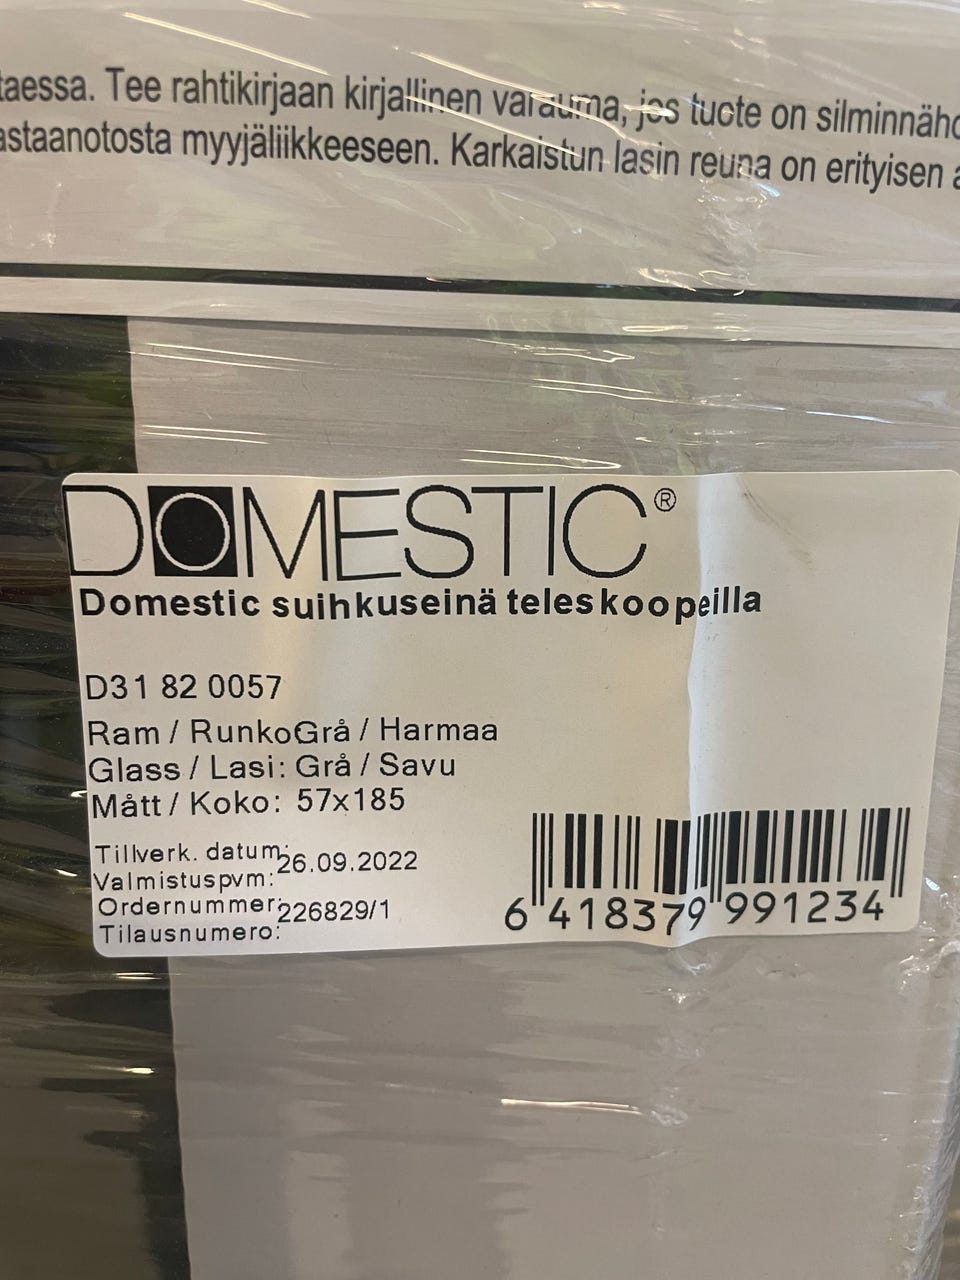 taessa. Tee rahtikirjaan kirjallinen varauma, jos tuote on silminnäh
astaanotosta myyjäliikkeeseen. Karkaistun lasin reuna on erityisen
DOMESTIC®
Domestic suihkuseinä teleskoopeilla
D31 82 0057
Ram / RunkoGrå / Harmaa
Glass / Lasi: Grå / Savu
Mått / Koko: 57x185
Tillverk. datum:
Valmistuspvm: 26.09.2022
Ordernummer:
Tilausnumero: 226829/1
6 418379 991234